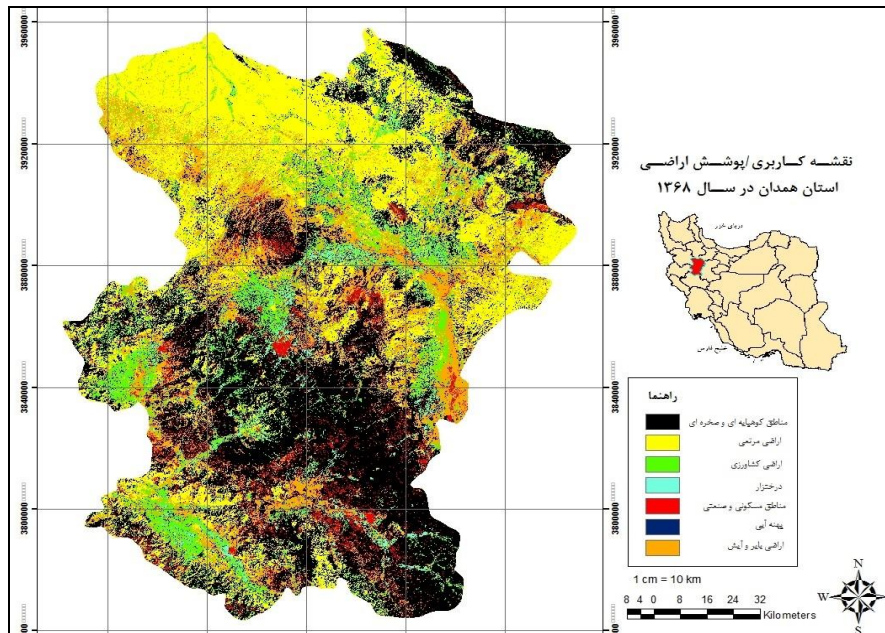 3960000
3960000
3920000
3920000
نقشه کاربری /پوشش اراضی
استان همدان در سال ۱۳۶۸
دریای خزر
3880000
3880000
خلیج فارس
3840000
3840000
راهنما
مناطق کوهپایه ای و صخره ای
اراضی مرتعی
اراضی کشاورزی
درختزار
مناطق مسکونی و صنعتی
پهنه آبی
اراضی بایر و آیش
3800000
3800000
1 cm = 10 km
8 4 0 8 16 24 32
Kilometers
N
W E
S
00
00